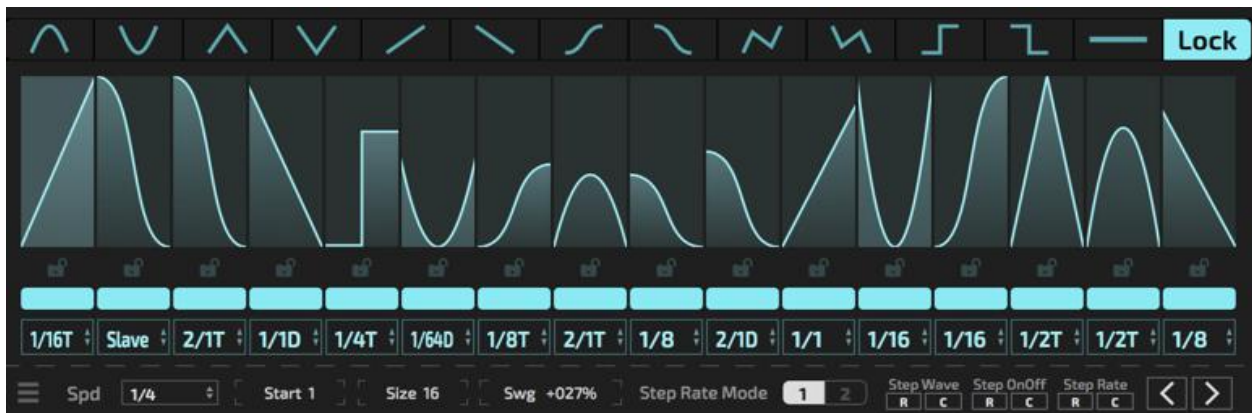 Lock
1/16T Slave 2/1T 1/1D 1/4T 1/64D 1/8T 2/1T 1/8 2/1D 1/1 1/16 1/16 1/2T 1/2T 1/8
Spd 1/4 Start 1 Size 16 Swg +027% Step Rate Mode 1 2 Step Wave R C Step OnOff R C Step Rate R C